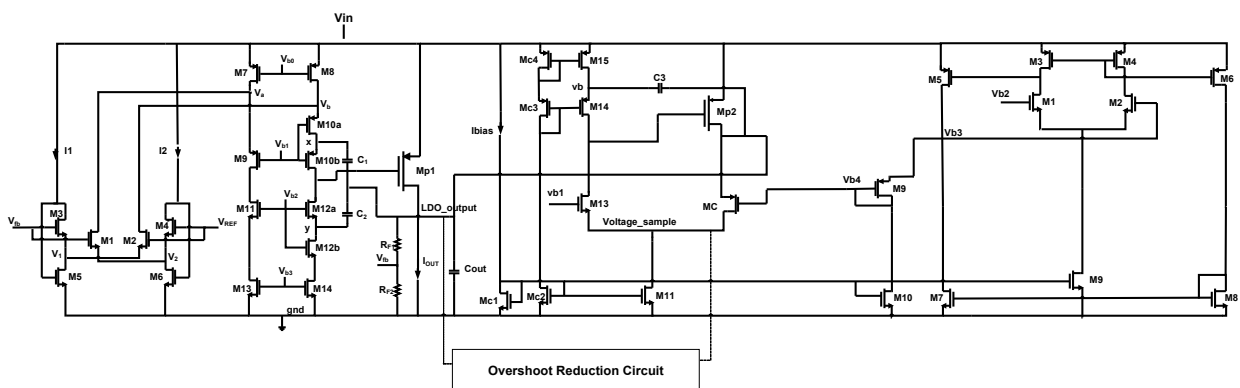 Vin
M7
Vb0
M8
Va
Vb
M10a
x
I1
I2
M9
Vb1
M10b
C1
Mp1
M3
Vfb
M1
M2
M4
VREF
V1
V2
M5
M6
M11
Vb2
M12a
C2
y
M12b
LDO_output
RF1
Vfb
RF2
IOUT
Cout
M13
Vb3
M14
gnd
Mc4
M15
vb
C3
Mc3
M14
Mp2
Ibias
vb1
M13
MC
Voltage_sample
Mc1
Mc2
M11
Vb4
M9
Vb3
M10
M3
M4
M5
M6
Vb2
M1
M2
M9
M7
M8
Overshoot Reduction Circuit